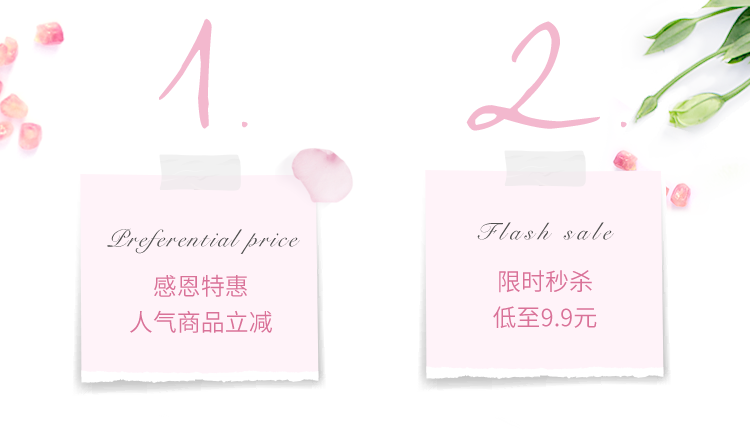 1.
2.
Preferential price
感恩特惠
人气商品立减
Flash sale
限时秒杀
低至9.9元